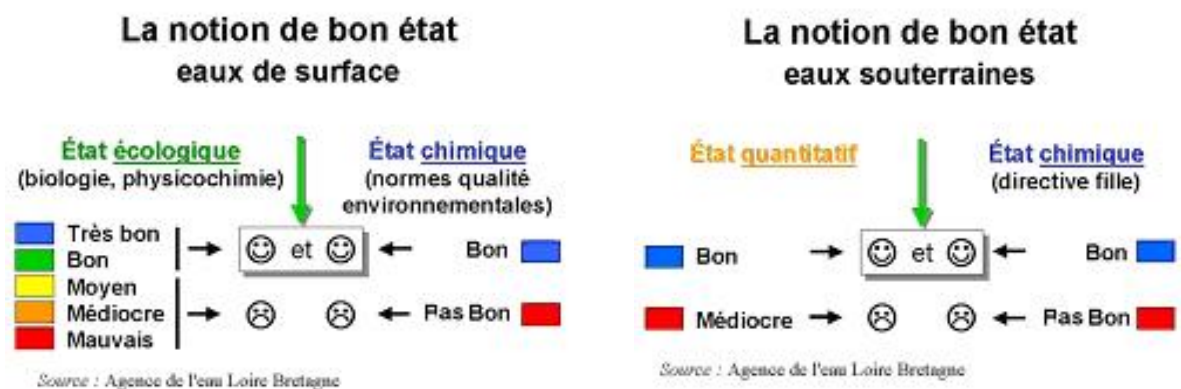 La notion de bon état
eaux de surface
État écologique
(biologie, physicochimie)
État chimique
(normes qualité
environnementales)
Très bon
Bon
Moyen
Médiocre
Mauvais
et
Bon
Pas Bon
Source : Agence de l'eau Loire Bretagne
La notion de bon état
eaux souterraines
État quantitatif
État chimique
(directive fille)
Bon
et
Bon
Médiocre
Pas Bon
Source : Agence de l'eau Loire Bretagne